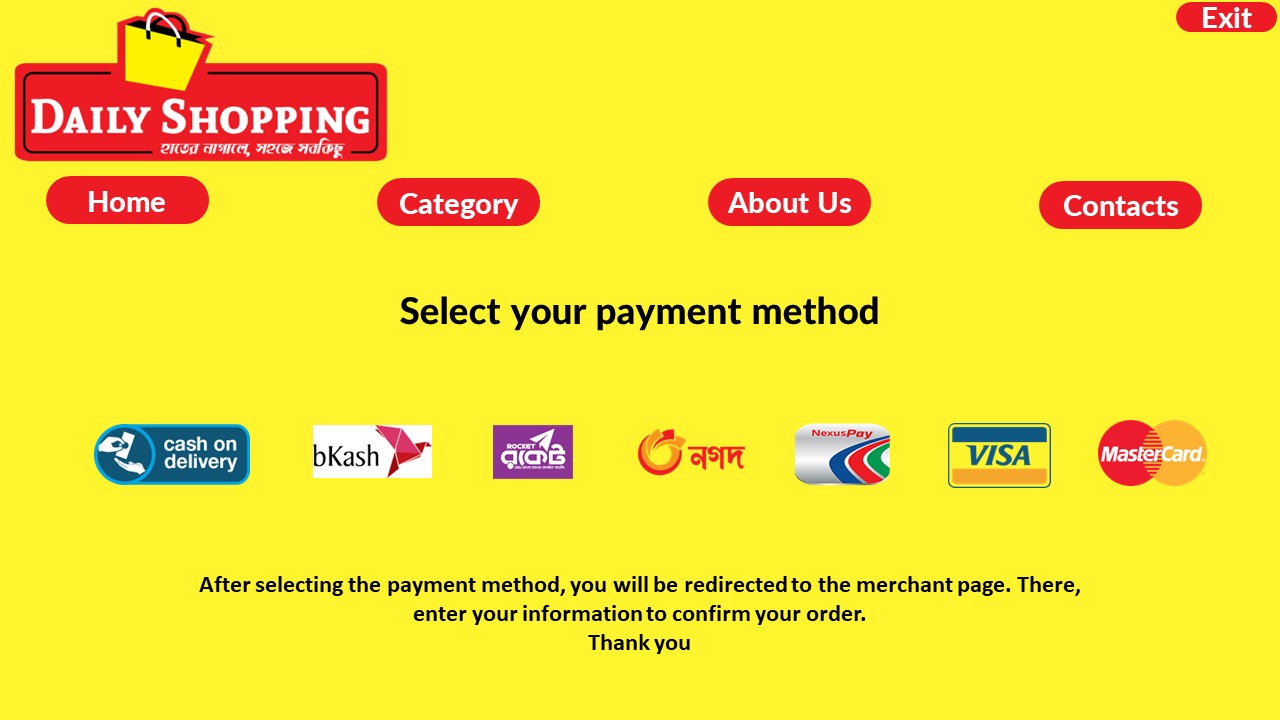 Exit
DAILY SHOPPING
হাতের নাগালে, সহজে সবকিছু
Home
Category
About Us
Contacts
Select your payment method
cash on
delivery
bKash
ROCKET
রকেট
নগদ
NexusPay
VISA
MasterCard
After selecting the payment method, you will be redirected to the merchant page. There,
enter your information to confirm your order.
Thank you